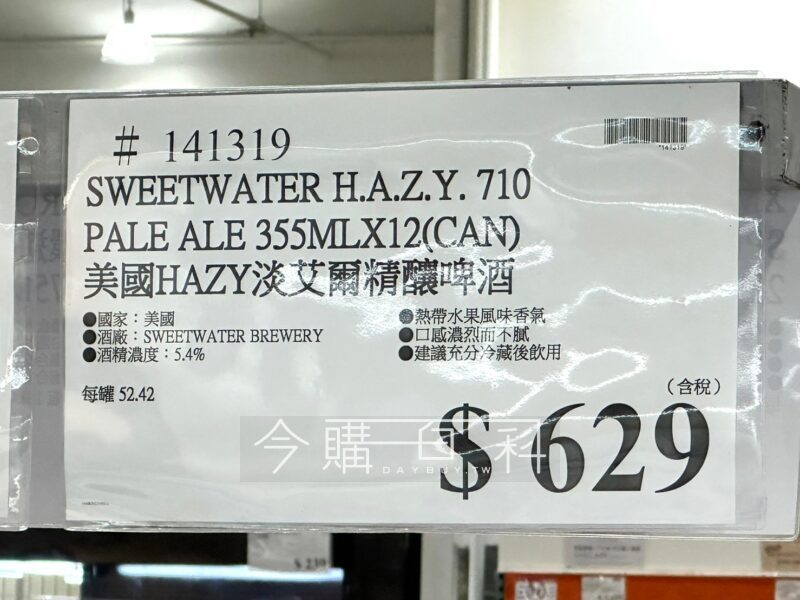 # 141319
*141319*
SWEETWATER H.A.Z.Y. 710
PALE ALE 355MLX12(CAN)
美國HAZY淡艾爾精釀啤酒
●國家：美國
●酒廠：SWEETWATER BREWERY
●酒精濃度：5.4%
●熱帶水果風味香氣
●口感濃烈而不膩
●建議充分冷藏後飲用
每罐 52.42
(含稅)
$ 629
今購百科
DAYBUY.TW
$ 239